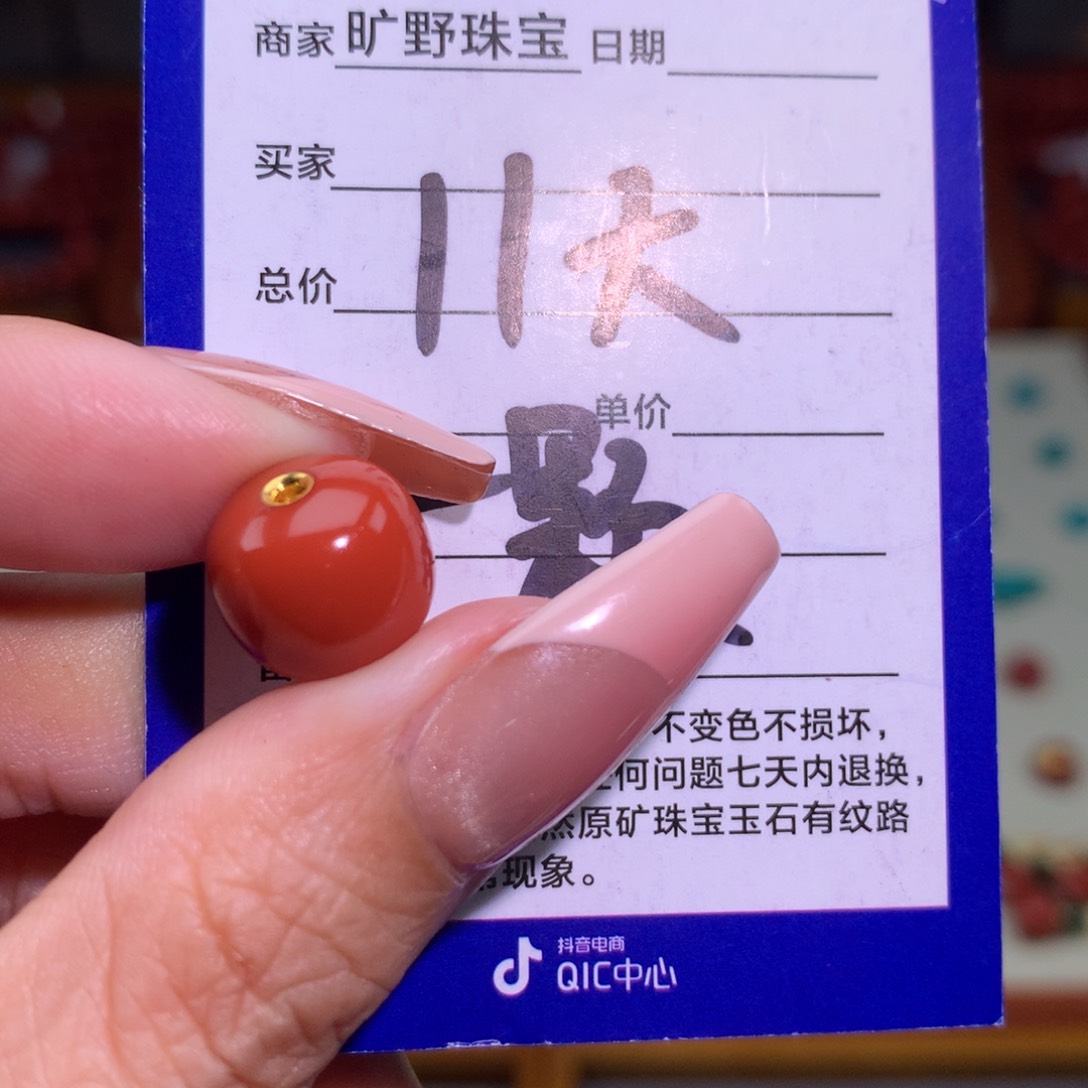 商家 旷野珠宝 日期
买家
11大
总价
单价
不变色不损坏，
何问题七天内退换，
原矿珠宝玉石有纹路
现象。
抖音电商
QIC中心